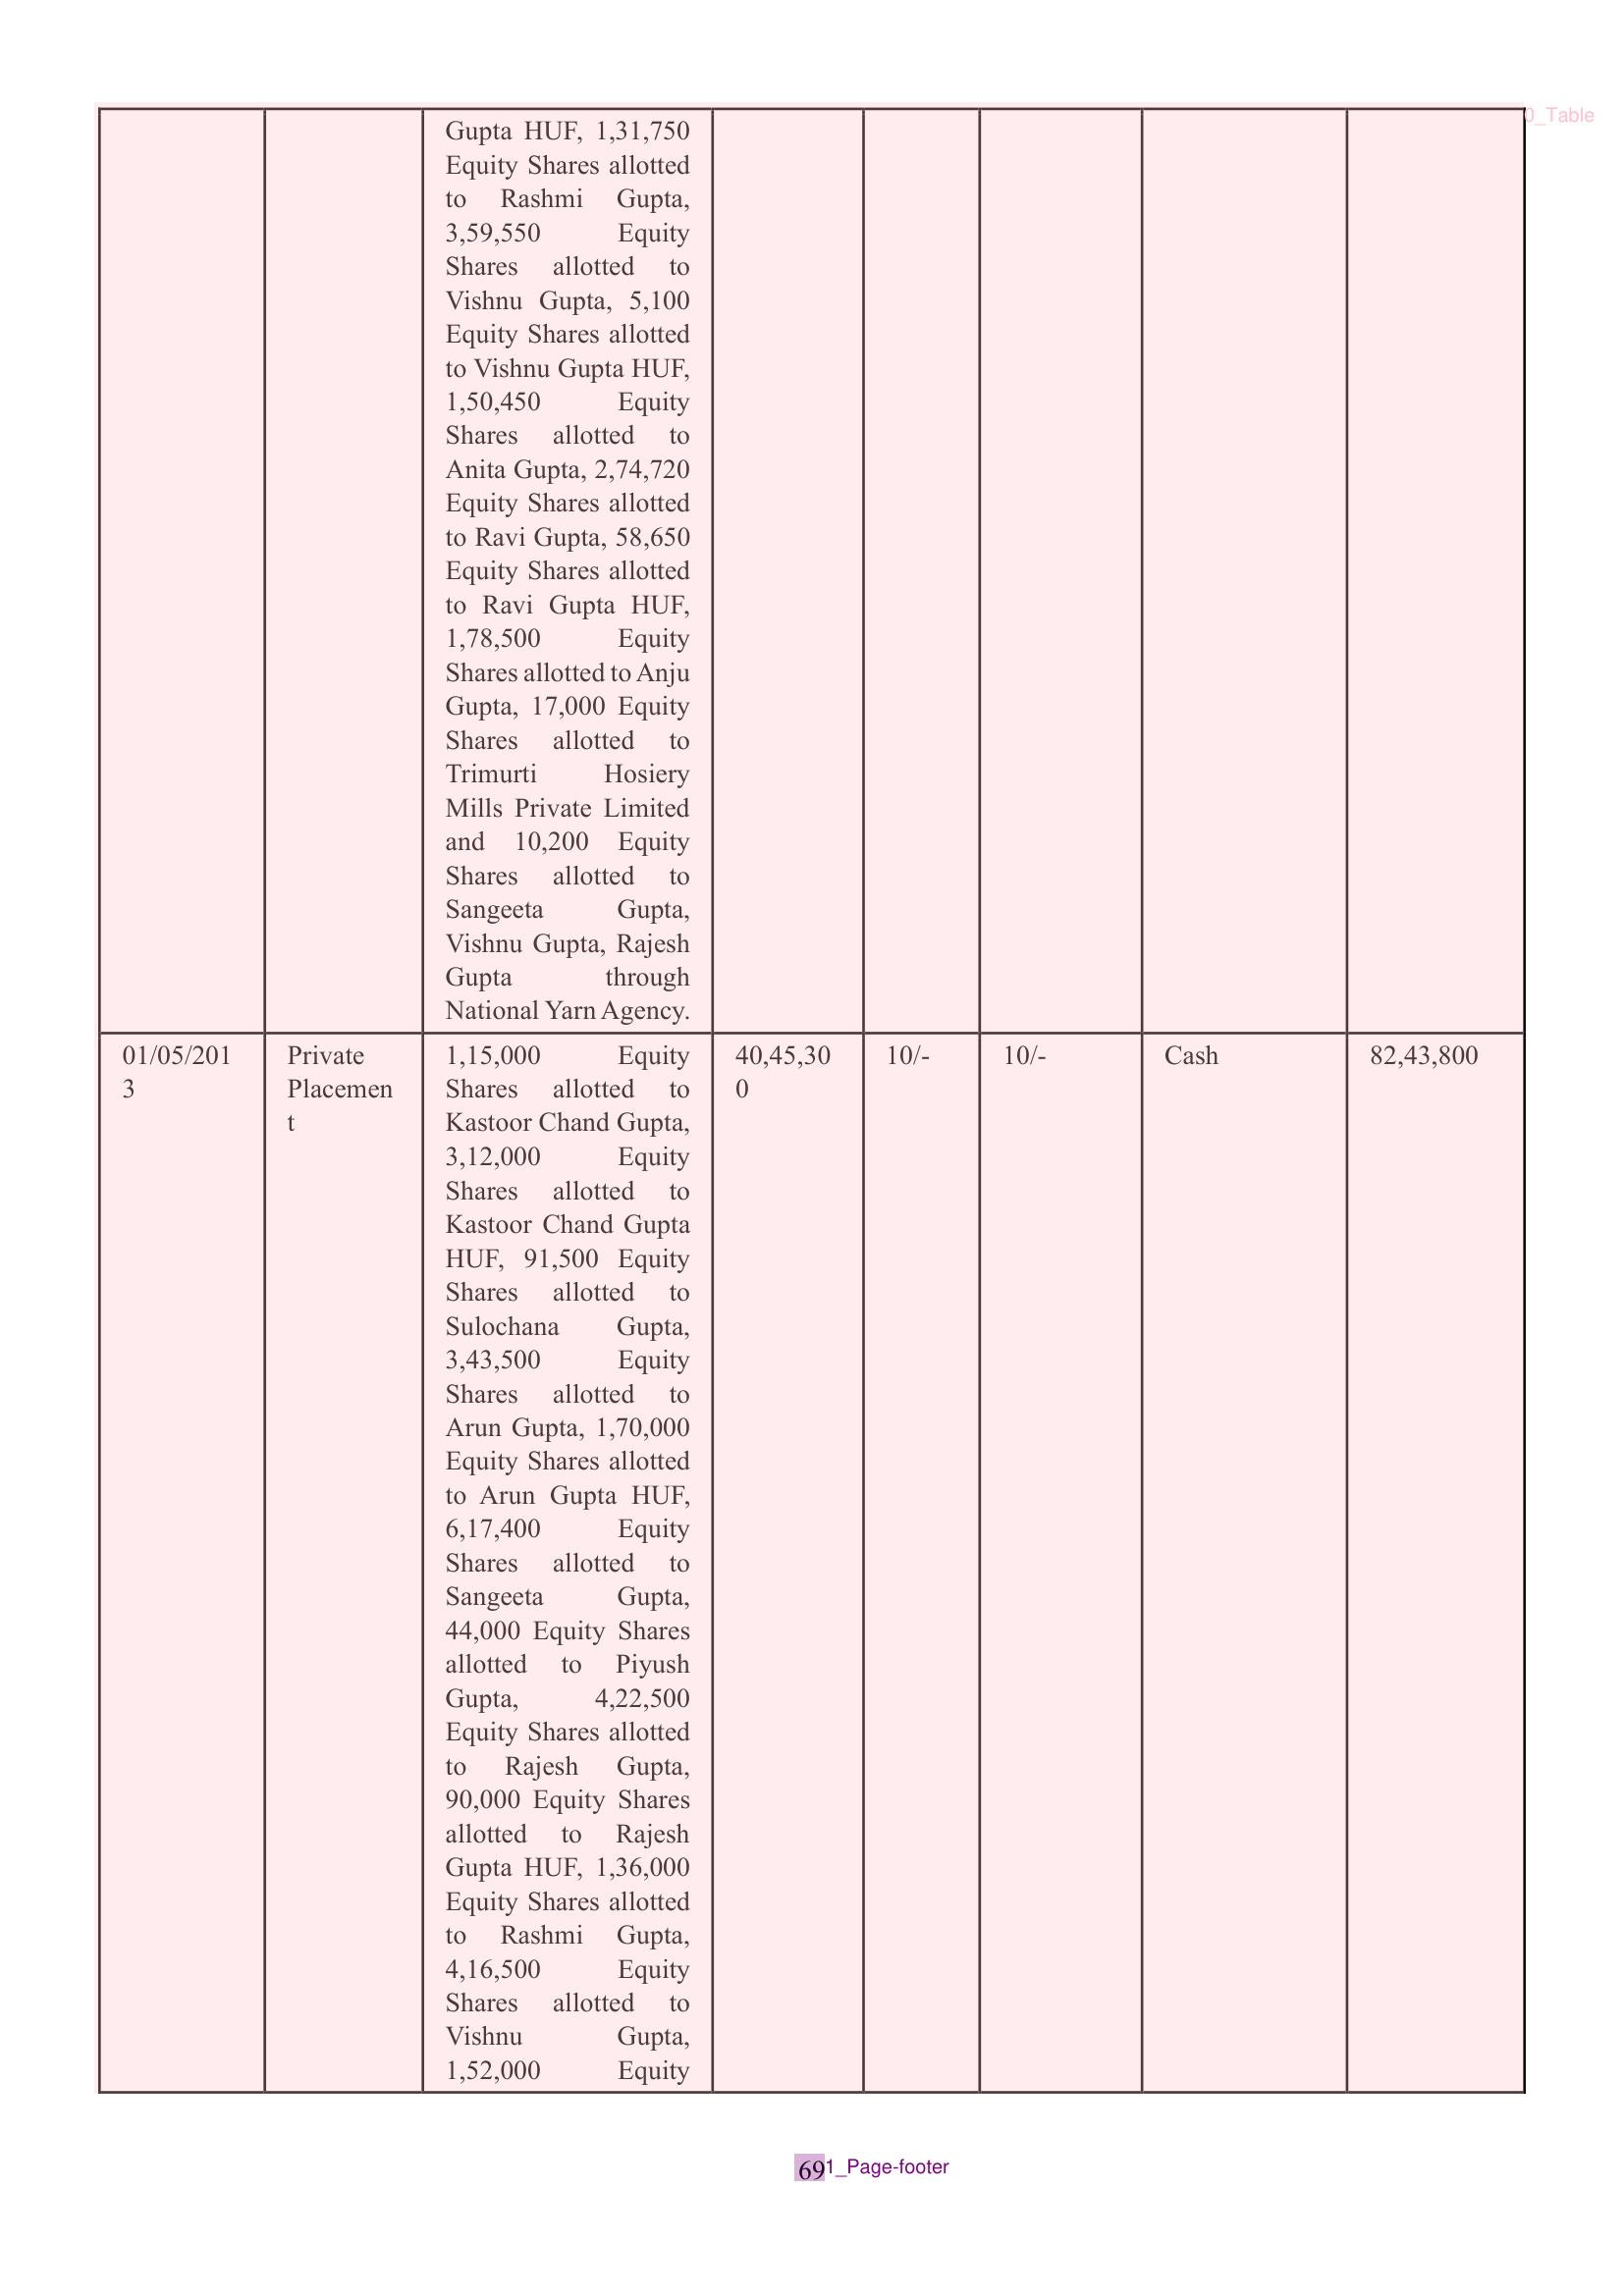 0_Table
Gupta HUF, 1,31,750
Equity Shares allotted
to Rashmi Gupta,
3,59,550 Equity
Shares allotted to
Vishnu Gupta, 5,100
Equity Shares allotted
to Vishnu Gupta HUF,
1,50,450 Equity
Shares allotted to
Anita Gupta, 2,74,720
Equity Shares allotted
to Ravi Gupta, 58,650
Equity Shares allotted
to Ravi Gupta HUF,
1,78,500 Equity
Shares allotted to Anju
Gupta, 17,000 Equity
Shares allotted to
Trimurti Hosiery
Mills Private Limited
and 10,200 Equity
Shares allotted to
Sangeeta Gupta,
Vishnu Gupta, Rajesh
Gupta through
National Yarn Agency.
01/05/201
3
Private
Placemen
t
1,15,000 Equity
Shares allotted to
Kastoor Chand Gupta,
3,12,000 Equity
Shares allotted to
Kastoor Chand Gupta
HUF, 91,500 Equity
Shares allotted to
Sulochana Gupta,
3,43,500 Equity
Shares allotted to
Arun Gupta, 1,70,000
Equity Shares allotted
to Arun Gupta HUF,
6,17,400 Equity
Shares allotted to
Sangeeta Gupta,
44,000 Equity Shares
allotted to Piyush
Gupta, 4,22,500
Equity Shares allotted
to Rajesh Gupta,
90,000 Equity Shares
allotted to Rajesh
Gupta HUF, 1,36,000
Equity Shares allotted
to Rashmi Gupta,
4,16,500 Equity
Shares allotted to
Vishnu Gupta,
1,52,000 Equity
40,45,30
0
10/-
10/-
Cash
82,43,800
69
1_Page-footer